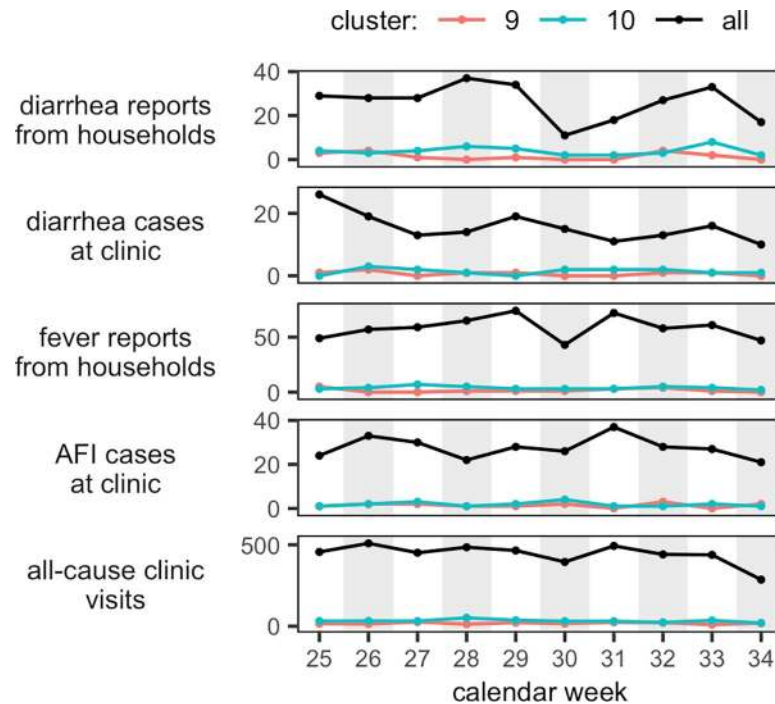 cluster: 9 10 all
diarrhea reports
from households
40
20
0
diarrhea cases
at clinic
20
0
fever reports
from households
50
0
AFI cases
at clinic
40
20
0
all-cause clinic
visits
500
0
25 26 27 28 29 30 31 32 33 34
calendar week